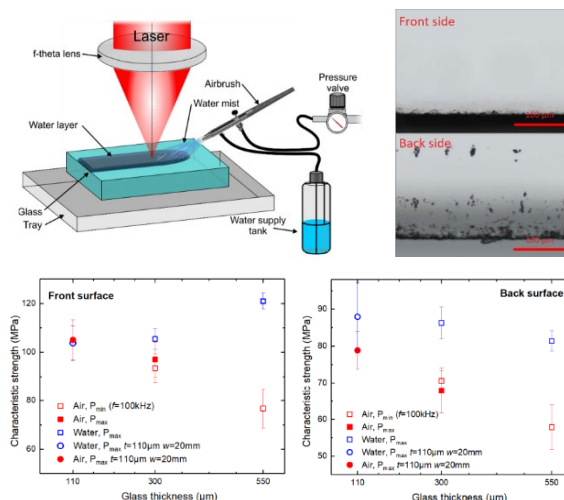 Laser
f-theta lens
Airbrush
Pressure
valve
Water mist
Water layer
Glass
Tray
Water supply
tank
Front side
100 µm
Back side
Front surface
Characteristic strength (MPa)
120
100
80
60
Air, Pmin (f=100kHz)
Air, Pmax
Water, Pmax
Water, Pmax t=110µm w=20mm
Air, Pmax t=110µm w=20mm
110
300
550
Glass thickness (µm)
Back surface
Characteristic strength (MPa)
90
80
70
60
50
Air, Pmin (f=100kHz)
Air, Pmax
Water, Pmax
Water, Pmax t=110µm w=20mm
Air, Pmax t=110µm w=20mm
110
300
550
Glass thickness (µm)